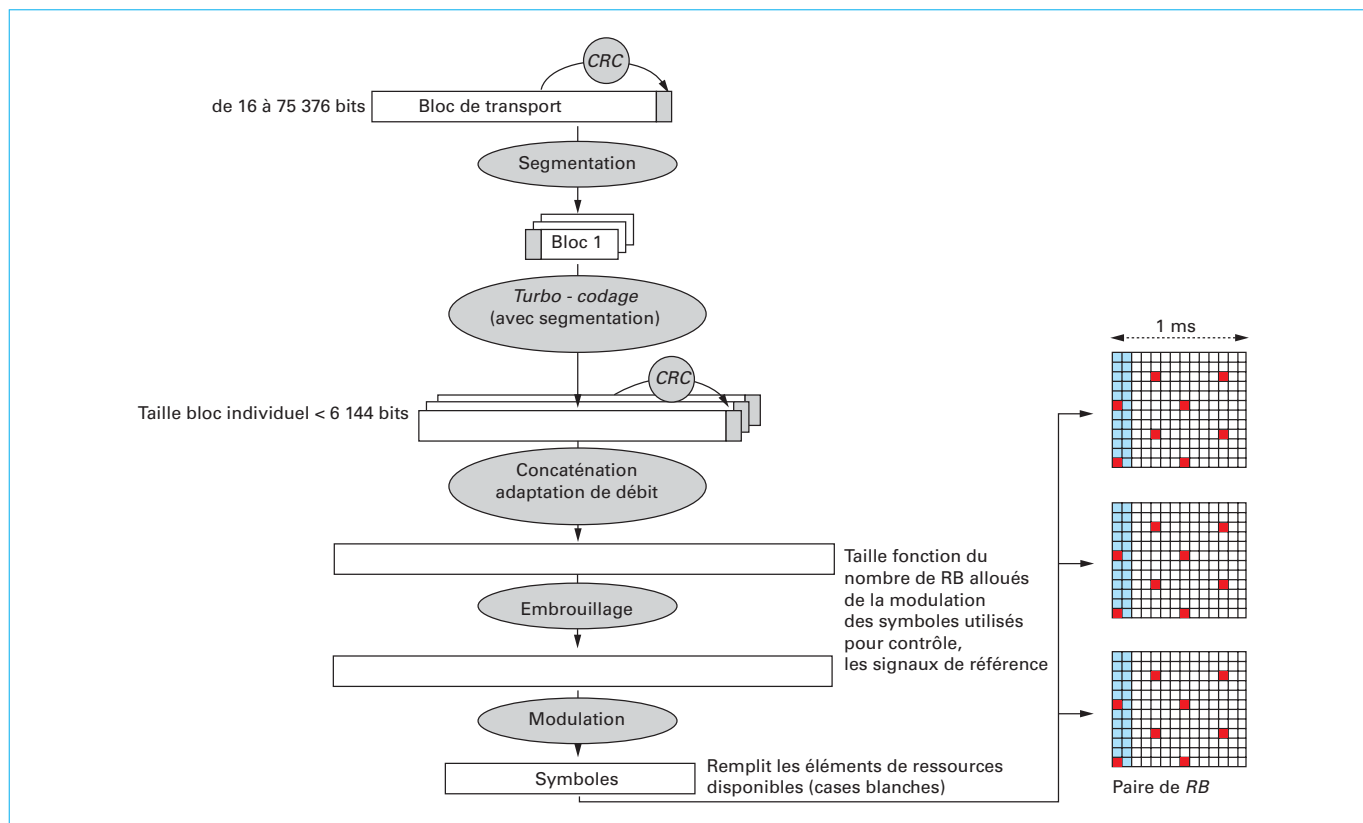 CRC
de 16 à 75 376 bits
Bloc de transport
Segmentation
Bloc 1
Turbo - codage
(avec segmentation)
1 ms
CRC
Taille bloc individuel < 6 144 bits
Concaténation
adaptation de débit
Taille fonction du
nombre de RB alloués
de la modulation
des symboles utilisés
pour contrôle,
les signaux de référence
Embrouillage
Modulation
Symboles
Remplit les éléments de ressources
disponibles (cases blanches)
Paire de RB